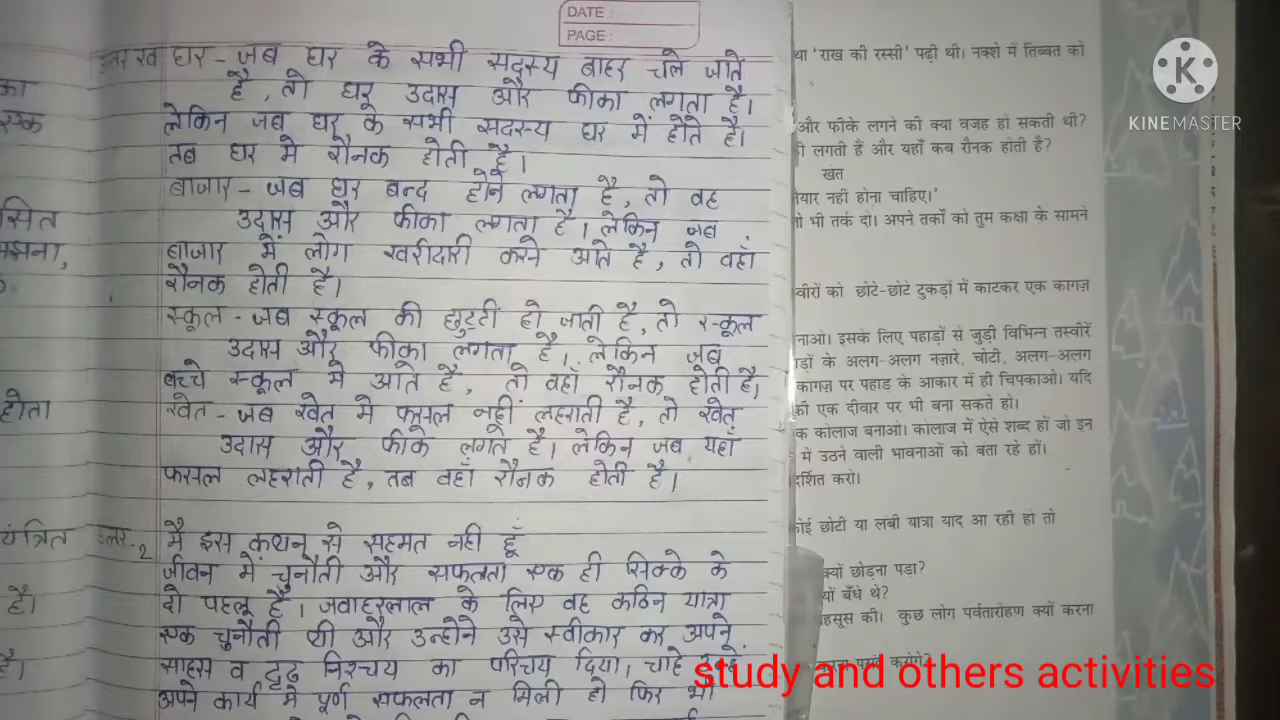 DATE :
PAGE :
KINEMASTER
उत्तर ख घर - जब घर के सभी सदस्य बाहर चले जाते
है, तो घर उदास और फीका लगता है।
लेकिन जब घर के सभी सदस्य घर में होते है।
तब घर मे रौनक होती है।
बाजार - जब घर बन्द होने लगता है, तो वह
उदास और फीका लगता है। लेकिन जब
बाजार में लोग खरीदारी करने आते है, तो वहाँ
रौनक होती है।
स्कूल - जब स्कूल की छुट्टी हो जाती है, तो स्कूल
उदास और फीका लगता है। लेकिन जब
बच्चे स्कूल मे आते है, तो वहाँ रौनक होती है।
खेत - जब खेत मे फसल नहीं लहराती है, तो खेत
उदास और फीके लगते है। लेकिन जब यहाँ
फसल लहराती है, तब वहाँ रौनक होती है।
उत्तर-2 मै इस कथन से सहमत नही हूँ
जीवन में चुनौती और सफलता एक ही सिक्के के
दो पहलू हैं। जवाहरलाल के लिए वह कठिन यात्रा
एक चुनौती थी और उन्होने उसे स्वीकार कर अपने
साहस व दृढ़ निश्चय का परिचय दिया। चाहे उन्हें
अपने कार्य मे पूर्ण सफलता न मिली हो फिर भी
का
एक
सित
मझना,
होता
यंत्रित
है।
है।
था 'राख की रस्सी' पढ़ी थी। नक्शे में तिब्बत को
और फीके लगने की क्या वजह हो सकती थी?
ी लगती हैं और यहाँ कब रौनक होती है?
खेत
तैयार नहीं होना चाहिए।'
तो भी तर्क दो। अपने तर्कों को तुम कक्षा के सामने
स्वीरों को छोटे-छोटे टुकड़ों में काटकर एक कागज़
नाओ। इसके लिए पहाड़ों से जुड़ी विभिन्न तस्वीरें
ड़ों के अलग-अलग नज़ारे, चोटी, अलग-अलग
कागज़ पर पहाड़ के आकार में ही चिपकाओ। यदि
की एक दीवार पर भी बना सकते हो।
क कोलाज बनाओ। कोलाज में ऐसे शब्द हों जो इन
में उठने वाली भावनाओं को बता रहे हों।
दर्शित करो।
कोई छोटी या लंबी यात्रा याद आ रही हो तो
क्यों छोड़ना पड़ा?
यों बँधे थे?
हसूस की। कुछ लोग पर्वतारोहण क्यों करना
करना पसंद करोगे?
study and others activities